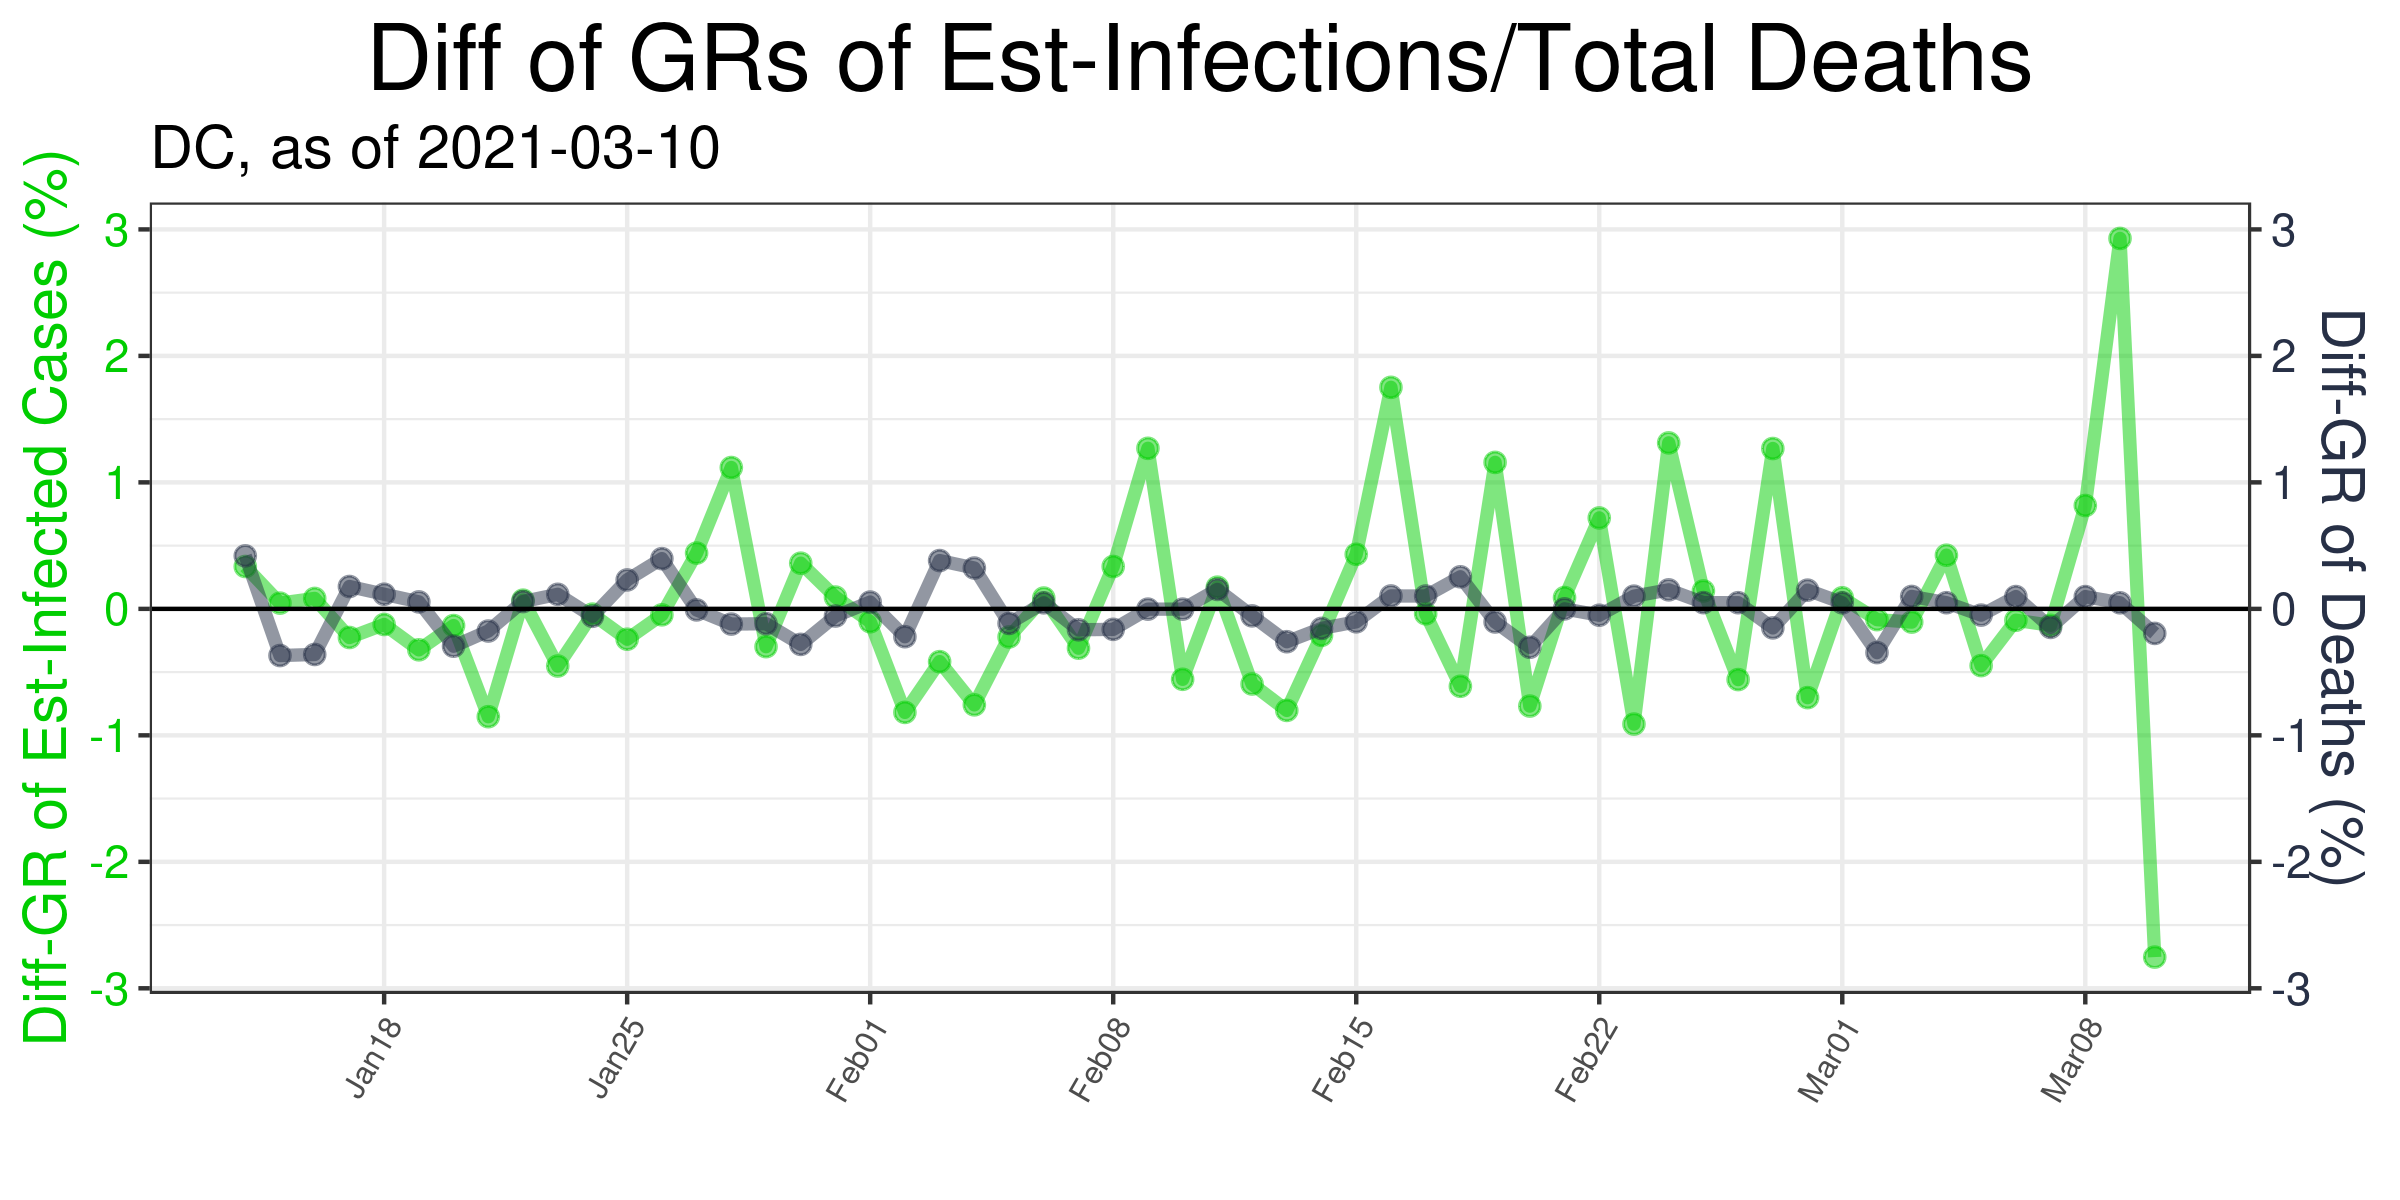 Diff of GRs of Est-Infections/Total Deaths
DC, as of 2021-03-10
Diff-GR of Est-Infected Cases (%)
3
2
1
0
-1
-2
-3
3
2
1
0
-1
-2
-3
Diff-GR of Deaths (%)
Jan18
Jan25
Feb01
Feb08
Feb15
Feb22
Mar01
Mar08